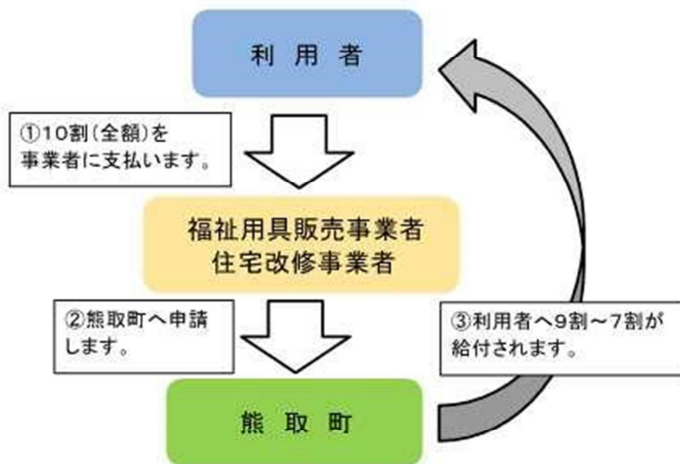 利用者
①10割(全額)を
事業者に支払います。
福祉用具販売事業者
住宅改修事業者
②熊取町へ申請
します。
③利用者へ9割~7割が
給付されます。
熊取町